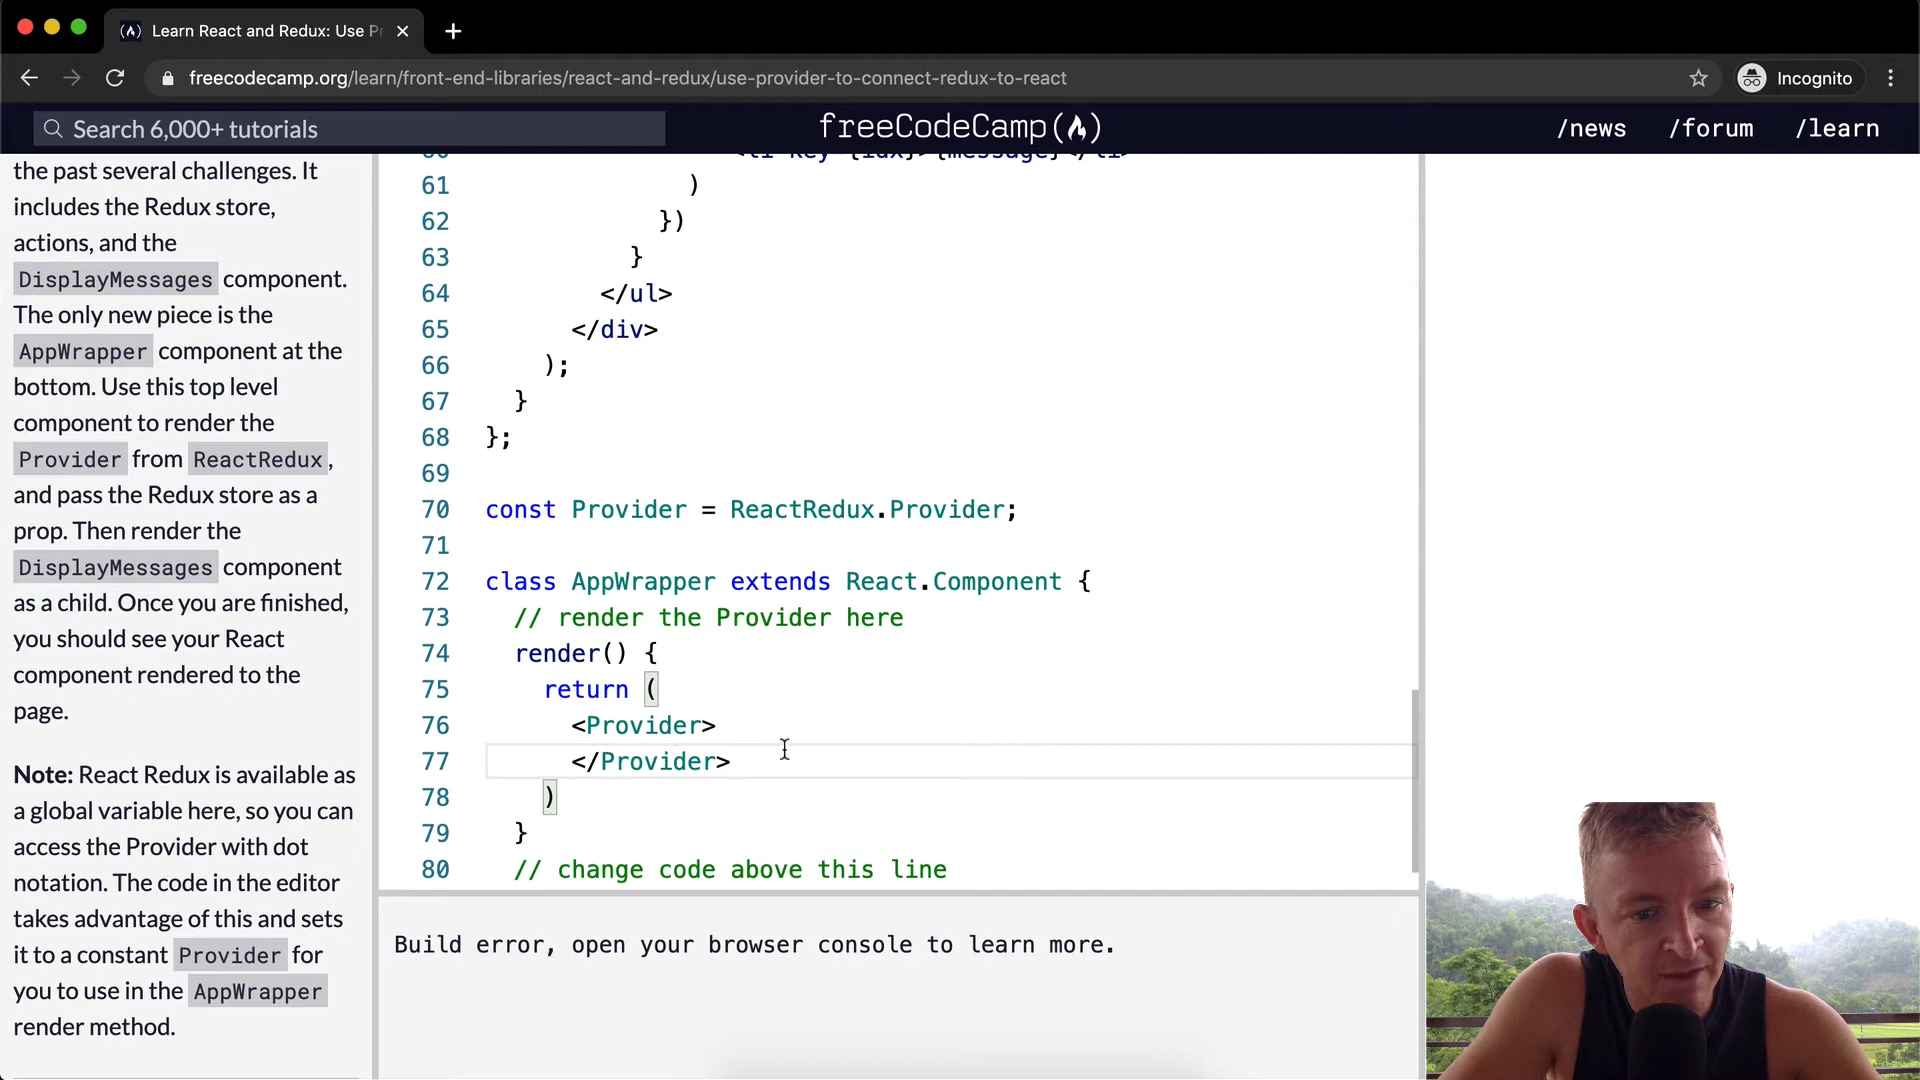 Learn React and Redux: Use Pr
freecodecamp.org/learn/front-end-libraries/react-and-redux/use-provider-to-connect-redux-to-react
Incognito
Search 6,000+ tutorials
freeCodeCamp(🔥)
/news
/forum
/learn
the past several challenges. It
includes the Redux store,
actions, and the
DisplayMessages component.
The only new piece is the
AppWrapper component at the
bottom. Use this top level
component to render the
Provider from ReactRedux,
and pass the Redux store as a
prop. Then render the
DisplayMessages component
as a child. Once you are finished,
you should see your React
component rendered to the
page.
Note: React Redux is available as
a global variable here, so you can
access the Provider with dot
notation. The code in the editor
takes advantage of this and sets
it to a constant Provider for
you to use in the AppWrapper
render method.
61 )
62 })
63 }
64 </ul>
65 </div>
66 );
67 }
68 };
69
70 const Provider = ReactRedux.Provider;
71
72 class AppWrapper extends React.Component {
73 // render the Provider here
74 render() {
75 return (
76 <Provider>
77 </Provider>
78 )
79 }
80 // change code above this line
Build error, open your browser console to learn more.